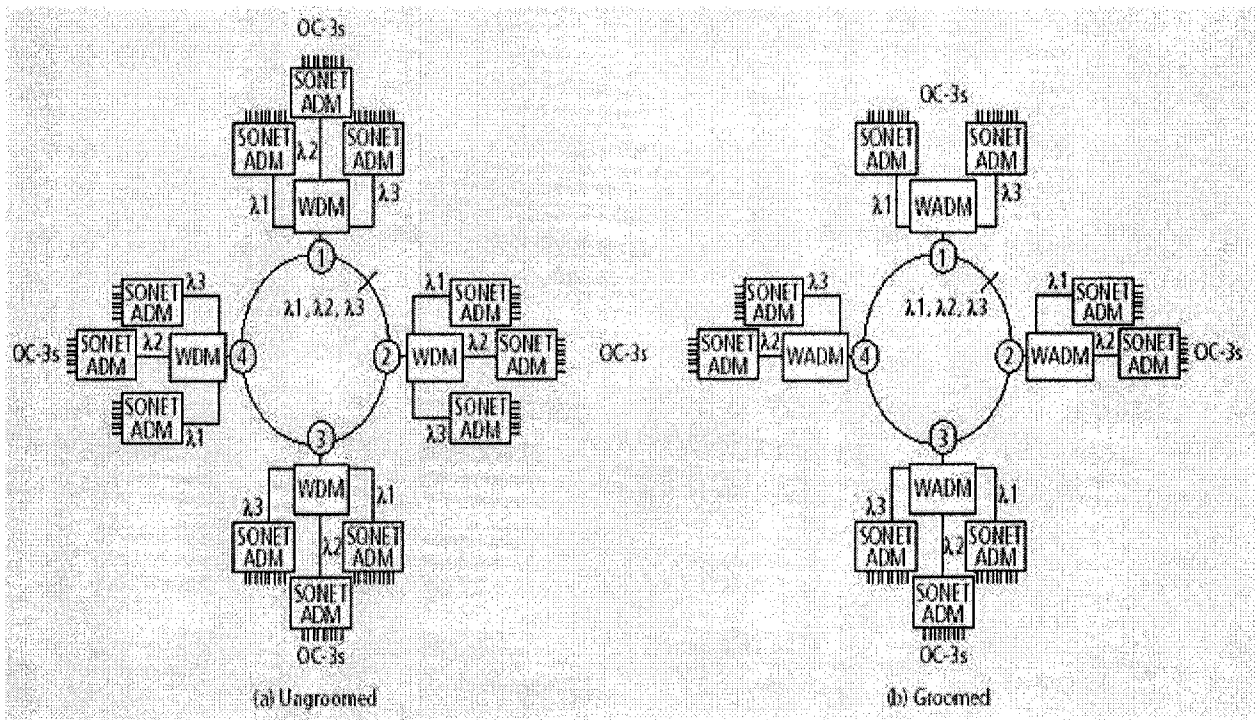 OC-3s
SONET
ADM
SONET
ADM
SONET
ADM
λ2
λ1
WDM
λ3
1
λ1, λ2, λ3
λ3
SONET
ADM
OC-3s
SONET
ADM
λ2
WDM
4
SONET
ADM
λ1
2
WDM
λ1
SONET
ADM
λ2
SONET
ADM
OC-3s
λ3
SONET
ADM
3
WDM
λ3
λ1
SONET
ADM
λ2
SONET
ADM
SONET
ADM
OC-3s
(a) Ungroomed
OC-3s
SONET
ADM
SONET
ADM
λ1
WADM
λ3
1
λ1, λ2, λ3
λ3
SONET
ADM
SONET
ADM
λ2
WADM
4
2
WADM
λ1
SONET
ADM
λ2
SONET
ADM
OC-3s
3
WADM
λ3
λ1
SONET
ADM
λ2
SONET
ADM
SONET
ADM
OC-3s
(b) Groomed